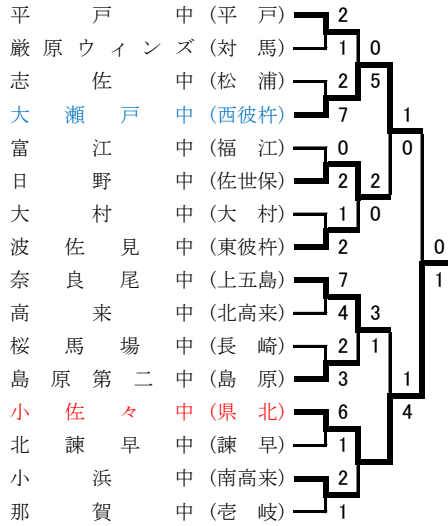 平戸中 (平戸) 2
厳原ウィンズ (対馬) 1 0
志佐中 (松浦) 2 5
大瀬戸中 (西彼杵) 7 1
富江中 (福江) 0 0
日野中 (佐世保) 2 2
大村中 (大村) 1 0
波佐見中 (東彼杵) 2 0
奈良尾中 (上五島) 7 1
高来中 (北高来) 4 3
桜馬場中 (長崎) 2 1
島原第二中 (島原) 3 1
小佐々中 (県北) 6 4
北諫早中 (諫早) 1
小浜中 (南高来) 2
那賀中 (壱岐) 1